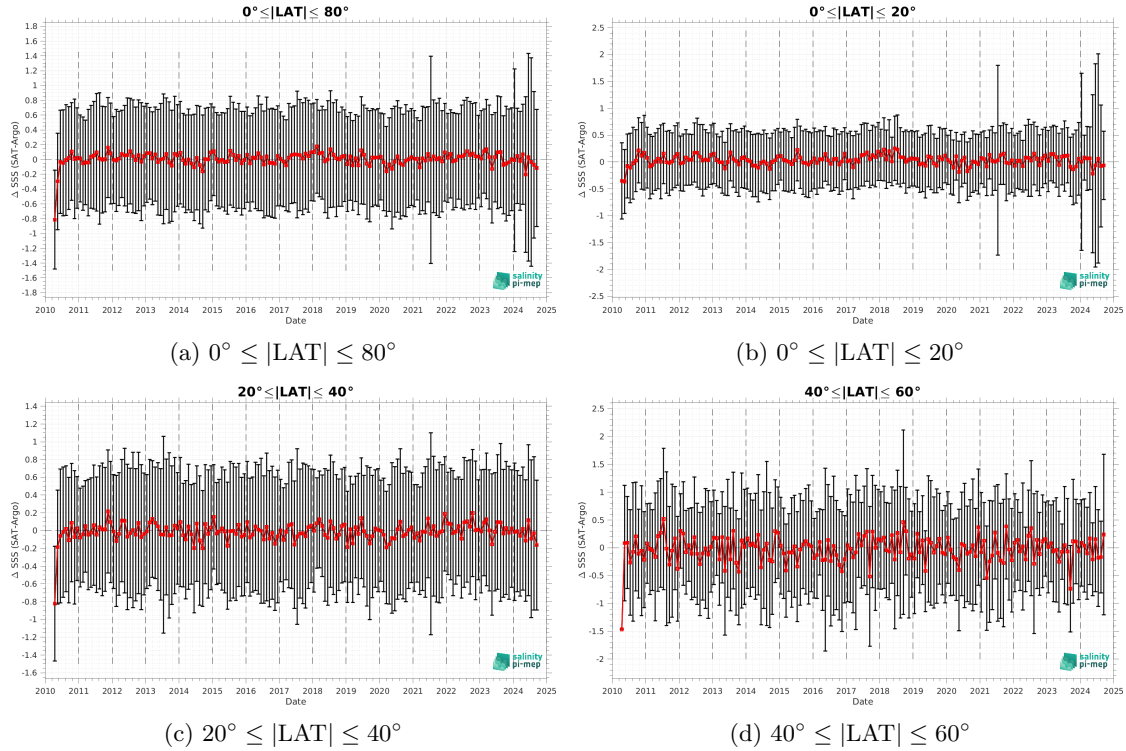 0°≤|LAT|≤ 80°
Δ SSS (SAT-Argo)
1.8
1.6
1.4
1.2
1
0.8
0.6
0.4
0.2
0
-0.2
-0.4
-0.6
-0.8
-1
-1.2
-1.4
-1.6
-1.8
2010 2011 2012 2013 2014 2015 2016 2017 2018 2019 2020 2021 2022 2023 2024 2025
Date
salinity
pi-mep
(a) 0° ≤ |LAT| ≤ 80°
0°≤|LAT|≤ 20°
Δ SSS (SAT-Argo)
2.5
2
1.5
1
0.5
0
-0.5
-1
-1.5
-2
-2.5
2010 2011 2012 2013 2014 2015 2016 2017 2018 2019 2020 2021 2022 2023 2024 2025
Date
salinity
pi-mep
(b) 0° ≤ |LAT| ≤ 20°
20°≤|LAT|≤ 40°
Δ SSS (SAT-Argo)
1.4
1.2
1
0.8
0.6
0.4
0.2
0
-0.2
-0.4
-0.6
-0.8
-1
-1.2
-1.4
-1.6
2010 2011 2012 2013 2014 2015 2016 2017 2018 2019 2020 2021 2022 2023 2024 2025
Date
salinity
pi-mep
(c) 20° ≤ |LAT| ≤ 40°
40°≤|LAT|≤ 60°
Δ SSS (SAT-Argo)
2.5
2
1.5
1
0.5
0
-0.5
-1
-1.5
-2
2010 2011 2012 2013 2014 2015 2016 2017 2018 2019 2020 2021 2022 2023 2024 2025
Date
salinity
pi-mep
(d) 40° ≤ |LAT| ≤ 60°